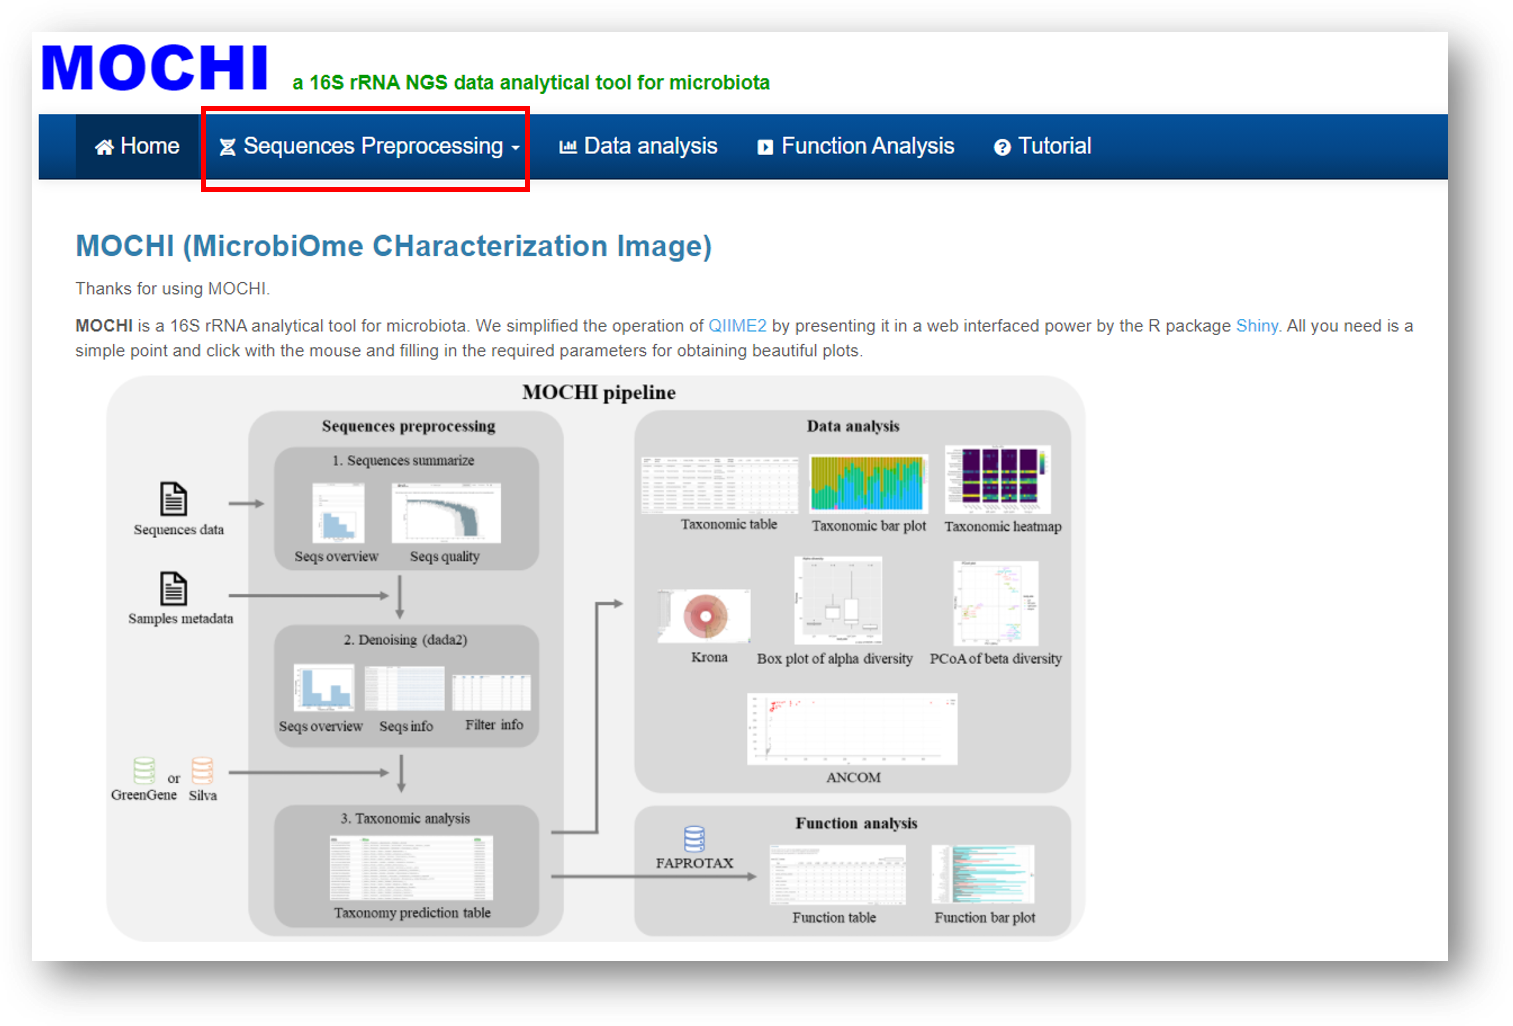 MOCHI a 16S rRNA NGS data analytical tool for microbiota
Home Sequences Preprocessing Data analysis Function Analysis Tutorial
MOCHI (MicrobiOme CHaracterization Image)
Thanks for using MOCHI.
MOCHI is a 16S rRNA analytical tool for microbiota. We simplified the operation of QIIME2 by presenting it in a web interfaced power by the R package Shiny. All you need is a
simple point and click with the mouse and filling in the required parameters for obtaining beautiful plots.
MOCHI pipeline
Sequences preprocessing
1. Sequences summarize
Sequences data
Seqs overview Seqs quality
Samples metadata
2. Denoising (dada2)
Seqs overview Seqs info Filter info
or
GreenGene Silva
3. Taxonomic analysis
Taxonomy prediction table
Data analysis
Taxonomic table Taxonomic bar plot Taxonomic heatmap
Krona Box plot of alpha diversity PCoA of beta diversity
ANCOM
Function analysis
FAPROTAX
Function table Function bar plot